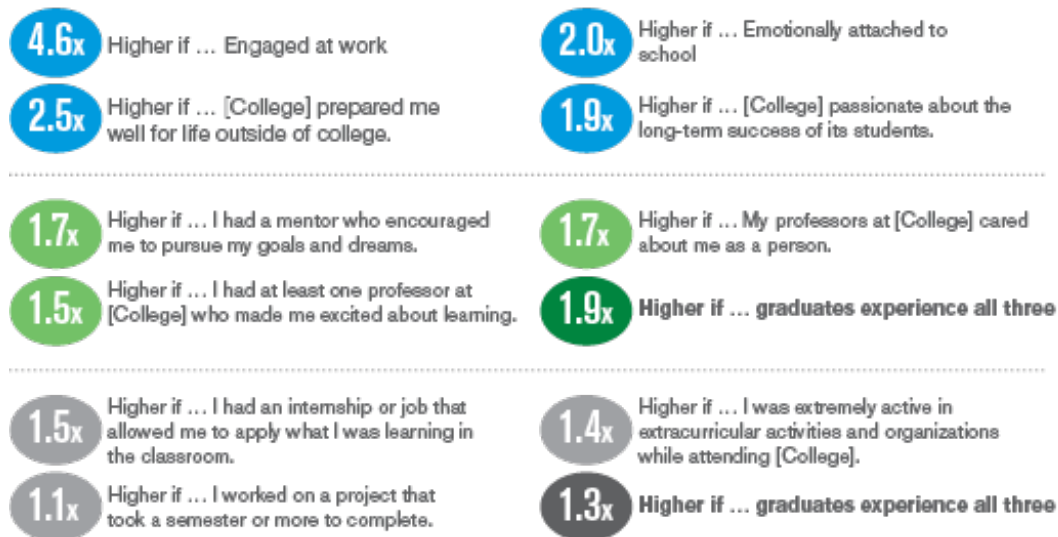 4.6x Higher if ... Engaged at work
2.0x Higher if ... Emotionally attached to
school
2.5x Higher if ... [College] prepared me
well for life outside of college.
1.9x Higher if ... [College] passionate about the
long-term success of its students.
1.7x Higher if ... I had a mentor who encouraged
me to pursue my goals and dreams.
1.7x Higher if ... My professors at [College] cared
about me as a person.
1.5x Higher if ... I had at least one professor at
[College] who made me excited about learning.
1.9x Higher if ... graduates experience all three
1.5x Higher if ... I had an internship or job that
allowed me to apply what I was learning in
the classroom.
1.4x Higher if ... I was extremely active in
extracurricular activities and organizations
while attending [College].
1.1x Higher if ... I worked on a project that
took a semester or more to complete.
1.3x Higher if ... graduates experience all three